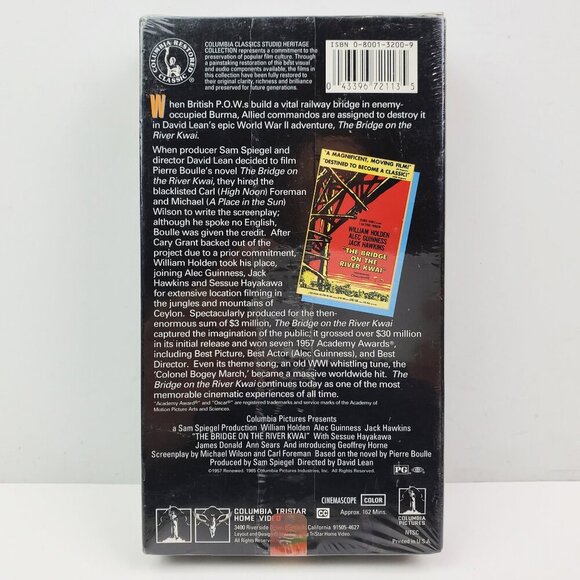 COLUMBIA RESTORED CLASSIC
COLUMBIA CLASSICS STUDIO HERITAGE
COLLECTION represents a commitment to the
preservation of popular film culture. Through
a painstaking restoration of the best visual
and audio components available, the films in
this collection have been fully restored to
their original clarity, richness and brilliance
and preserved for generations to come.
ISBN 0-8001-3200-9
0 43396 72113 5
When British P.O.W.s build a vital railway bridge in enemy-
occupied Burma, Allied commandos are assigned to destroy it
in David Lean's epic World War II adventure, The Bridge on the
River Kwai.
When producer Sam Spiegel and
director David Lean decided to film
Pierre Boulle's novel The Bridge on
the River Kwai, they hired the
blacklisted Carl (High Noon) Foreman
and Michael (A Place in the Sun)
Wilson to write the screenplay;
although he spoke no English,
Boulle was given the credit. After
Cary Grant backed out of the
project due to a prior commitment,
William Holden took his place,
joining Alec Guinness, Jack
Hawkins and Sessue Hayakawa
for extensive location filming in
the jungles and mountains of
Ceylon. Spectacularly produced for the then-
enormous sum of $3 million, The Bridge on the River Kwai
captured the imagination of the public; it grossed over $30 million
in its initial release and won seven 1957 Academy Awards®,
including Best Picture, Best Actor (Alec Guinness), and Best
Director. Even its theme song, an old WWI whistling tune, the
'Colonel Bogey March,' became a massive worldwide hit. The
Bridge on the River Kwai continues today as one of the most
memorable cinematic experiences of all time.
"Academy Award®" and "Oscar®" are registered trademarks and service marks of the Academy of
Motion Picture Arts and Sciences.
"A MAGNIFICENT, MOVING FILM!"
"DESTINED TO BECOME A CLASSIC!"
WILLIAM HOLDEN
ALEC GUINNESS
JACK HAWKINS
THE BRIDGE
ON THE
RIVER KWAI
Columbia Pictures Presents
a Sam Spiegel Production William Holden Alec Guinness Jack Hawkins
"THE BRIDGE ON THE RIVER KWAI" With Sessue Hayakawa
James Donald Ann Sears And introducing Geoffrey Horne
Screenplay by Michael Wilson and Carl Foreman Based on the novel by Pierre Boulle
Produced by Sam Spiegel Directed by David Lean
©1957 Renewed. 1985 Columbia Pictures Industries, Inc. All Rights Reserved.
PG
COLUMBIA TRISTAR
HOME VIDEO
3400 Riverside California 91505-4627
All Rights Reserved.
Layout and Design TriStar Home Video.
CINEMASCOPE COLOR
CC Approx. 162 Mins.
COLUMBIA
PICTURES
NTSC
Printed in U.S.A.